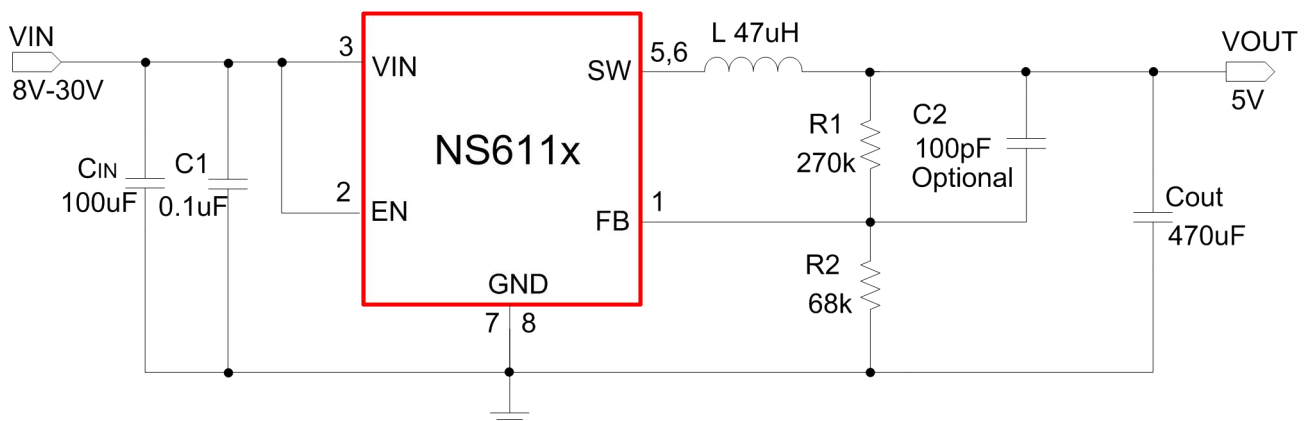 VIN
8V-30V
CIN
100uF
C1
0.1uF
3
VIN
2
EN
NS611x
GND
7 8
5,6
SW
1
FB
L 47uH
R1
270k
C2
100pF
Optional
R2
68k
Cout
470uF
VOUT
5V